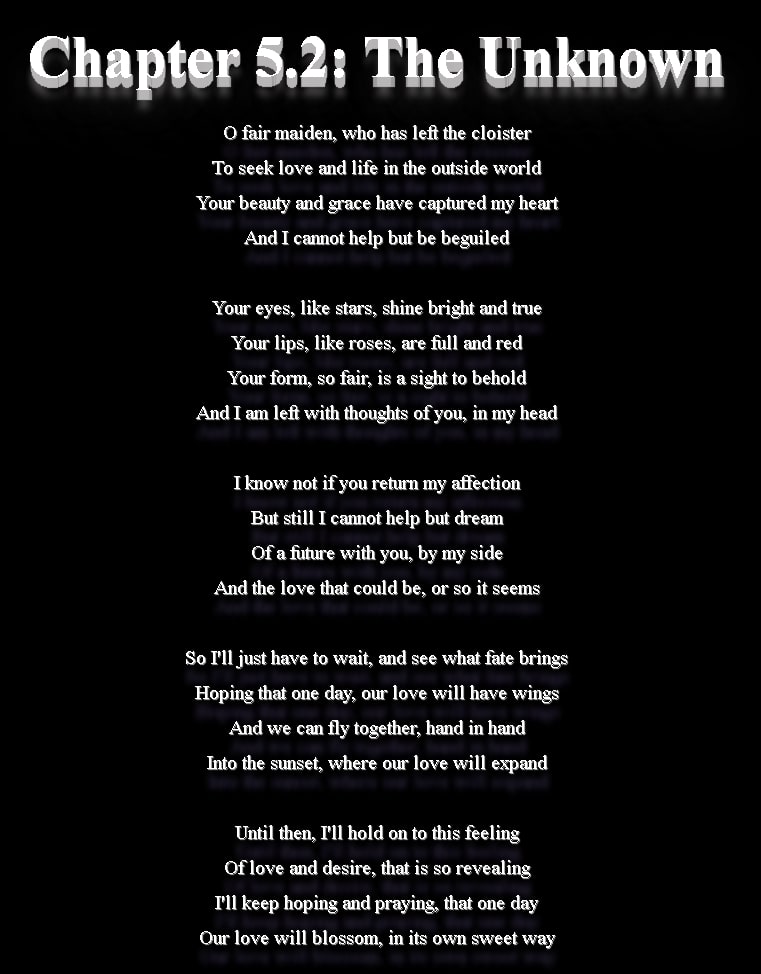 Chapter 5.2: The Unknown
O fair maiden, who has left the cloister
To seek love and life in the outside world
Your beauty and grace have captured my heart
And I cannot help but be beguiled
Your eyes, like stars, shine bright and true
Your lips, like roses, are full and red
Your form, so fair, is a sight to behold
And I am left with thoughts of you, in my head
I know not if you return my affection
But still I cannot help but dream
Of a future with you, by my side
And the love that could be, or so it seems
So I'll just have to wait, and see what fate brings
Hoping that one day, our love will have wings
And we can fly together, hand in hand
Into the sunset, where our love will expand
Until then, I'll hold on to this feeling
Of love and desire, that is so revealing
I'll keep hoping and praying, that one day
Our love will blossom, in its own sweet way